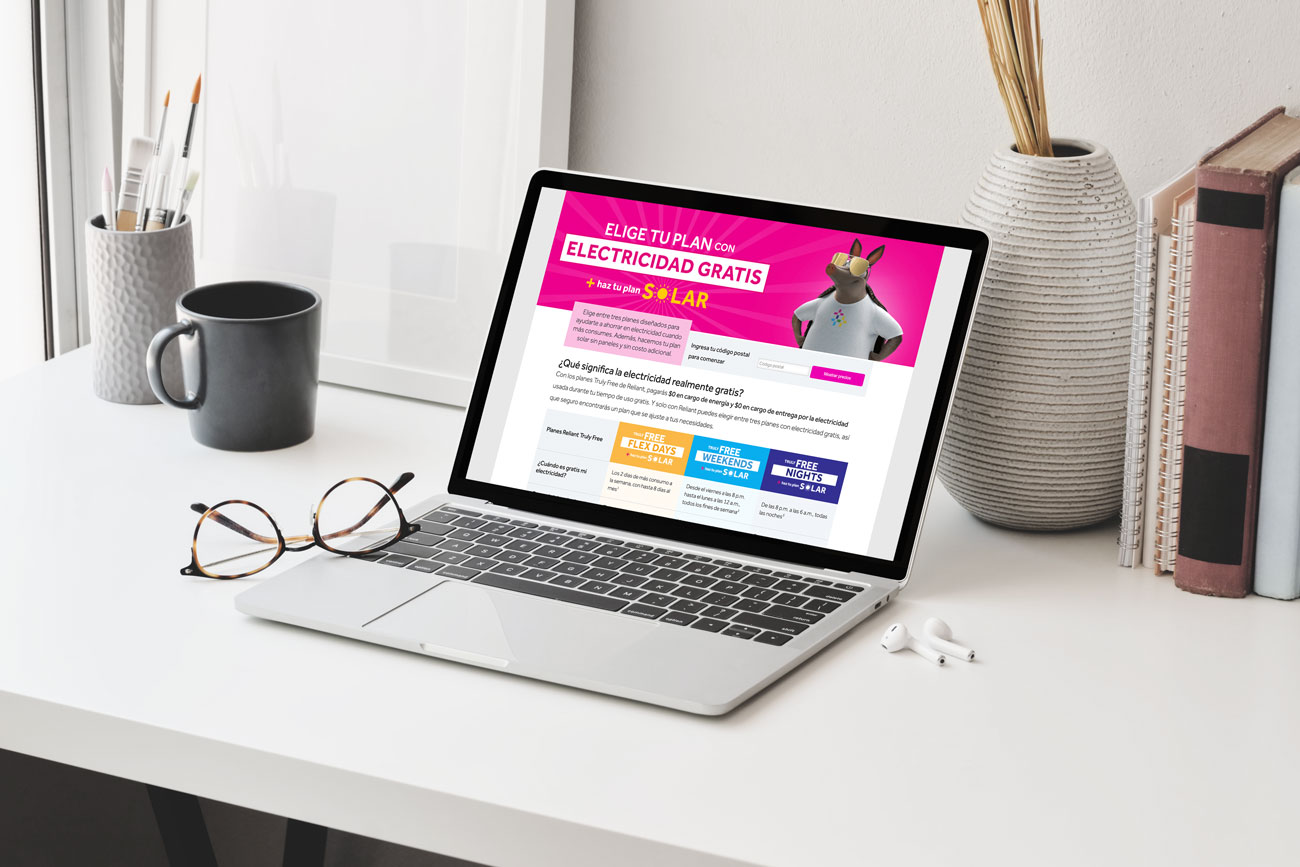 ELIGE TU PLAN CON
ELECTRICIDAD GRATIS
+ haz tu plan SOLAR
Elige entre tres planes diseñados para
ayudarte a ahorrar en electricidad cuando
más consumes. Además, hacemos tu plan
solar sin paneles y sin costo adicional.
Ingresa tu código postal
para comenzar
Código postal
Mostrar precios
¿Qué significa la electricidad realmente gratis?
Con los planes Truly Free de Reliant, pagarás $0 en cargo de energía y $0 en cargo de entrega por la electricidad
usada durante tu tiempo de uso gratis. Y solo con Reliant puedes elegir entre tres planes con electricidad gratis, así
que seguro encontrarás un plan que se ajuste a tus necesidades.
Planes Reliant Truly Free
TRULY FREE
FLEX DAYS
+ haz tu plan SOLAR
TRULY FREE
WEEKENDS
+ haz tu plan SOLAR
TRULY FREE
NIGHTS
+ haz tu plan SOLAR
¿Cuándo es gratis mi
electricidad?
Los 2 días de más consumo a
la semana, con hasta 8 días al
mes¹
Desde el viernes a las 8 p.m.
hasta el lunes a las 12 a.m.,
todos los fines de semana²
De las 8 p.m. a las 6 a.m., todas
las noches³
command
option